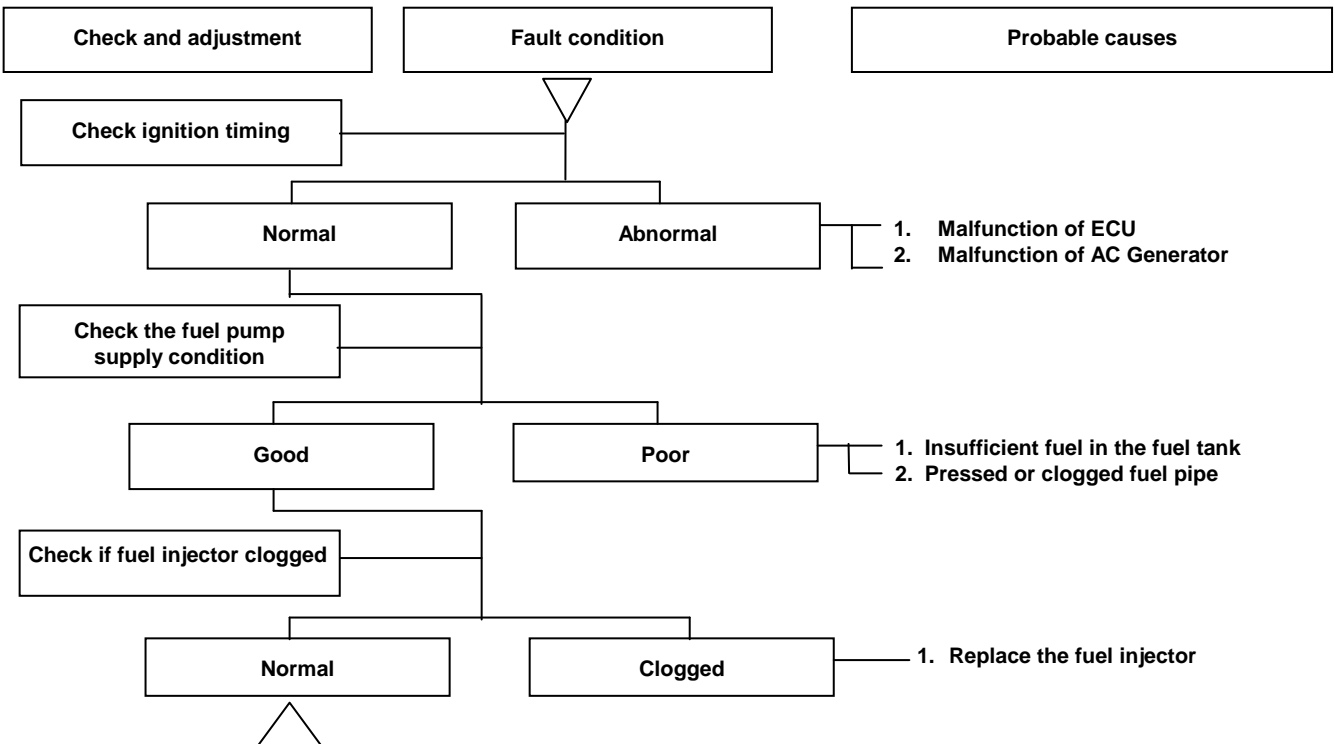 Check and adjustment
Fault condition
Probable causes
Check ignition timing
Normal
Abnormal
1. Malfunction of ECU
2. Malfunction of AC Generator
Check the fuel pump
supply condition
Good
Poor
1. Insufficient fuel in the fuel tank
2. Pressed or clogged fuel pipe
Check if fuel injector clogged
Normal
Clogged
1. Replace the fuel injector